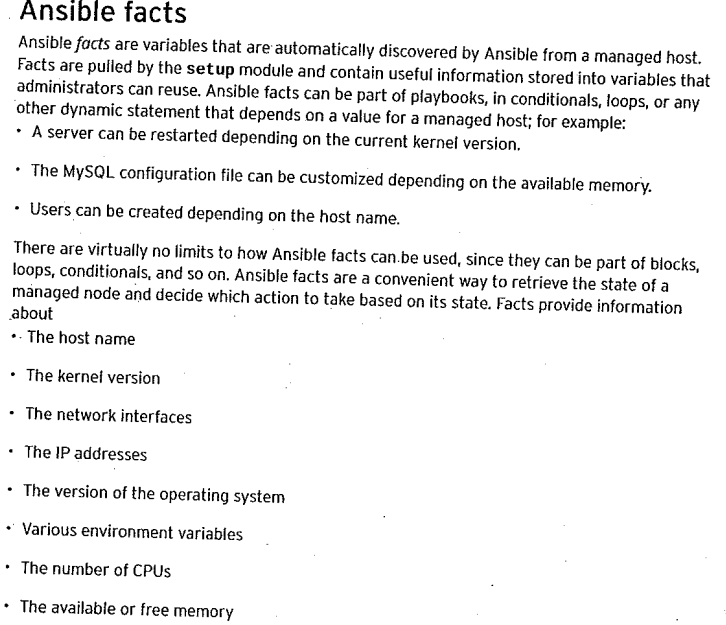 Ansible facts
Ansible facts are variables that are automatically discovered by Ansible from a managed host.
Facts are pulled by the setup module and contain useful information stored into variables that
administrators can reuse. Ansible facts can be part of playbooks, in conditionals, loops, or any
other dynamic statement that depends on a value for a managed host; for example:
• A server can be restarted depending on the current kernel version.
• The MySQL configuration file can be customized depending on the available memory.
• Users can be created depending on the host name.
There are virtually no limits to how Ansible facts can be used, since they can be part of blocks,
loops, conditionals, and so on. Ansible facts are a convenient way to retrieve the state of a
managed node and decide which action to take based on its state. Facts provide information
about
• The host name
• The kernel version
• The network interfaces
• The IP addresses
• The version of the operating system
• Various environment variables
• The number of CPUs
• The available or free memory